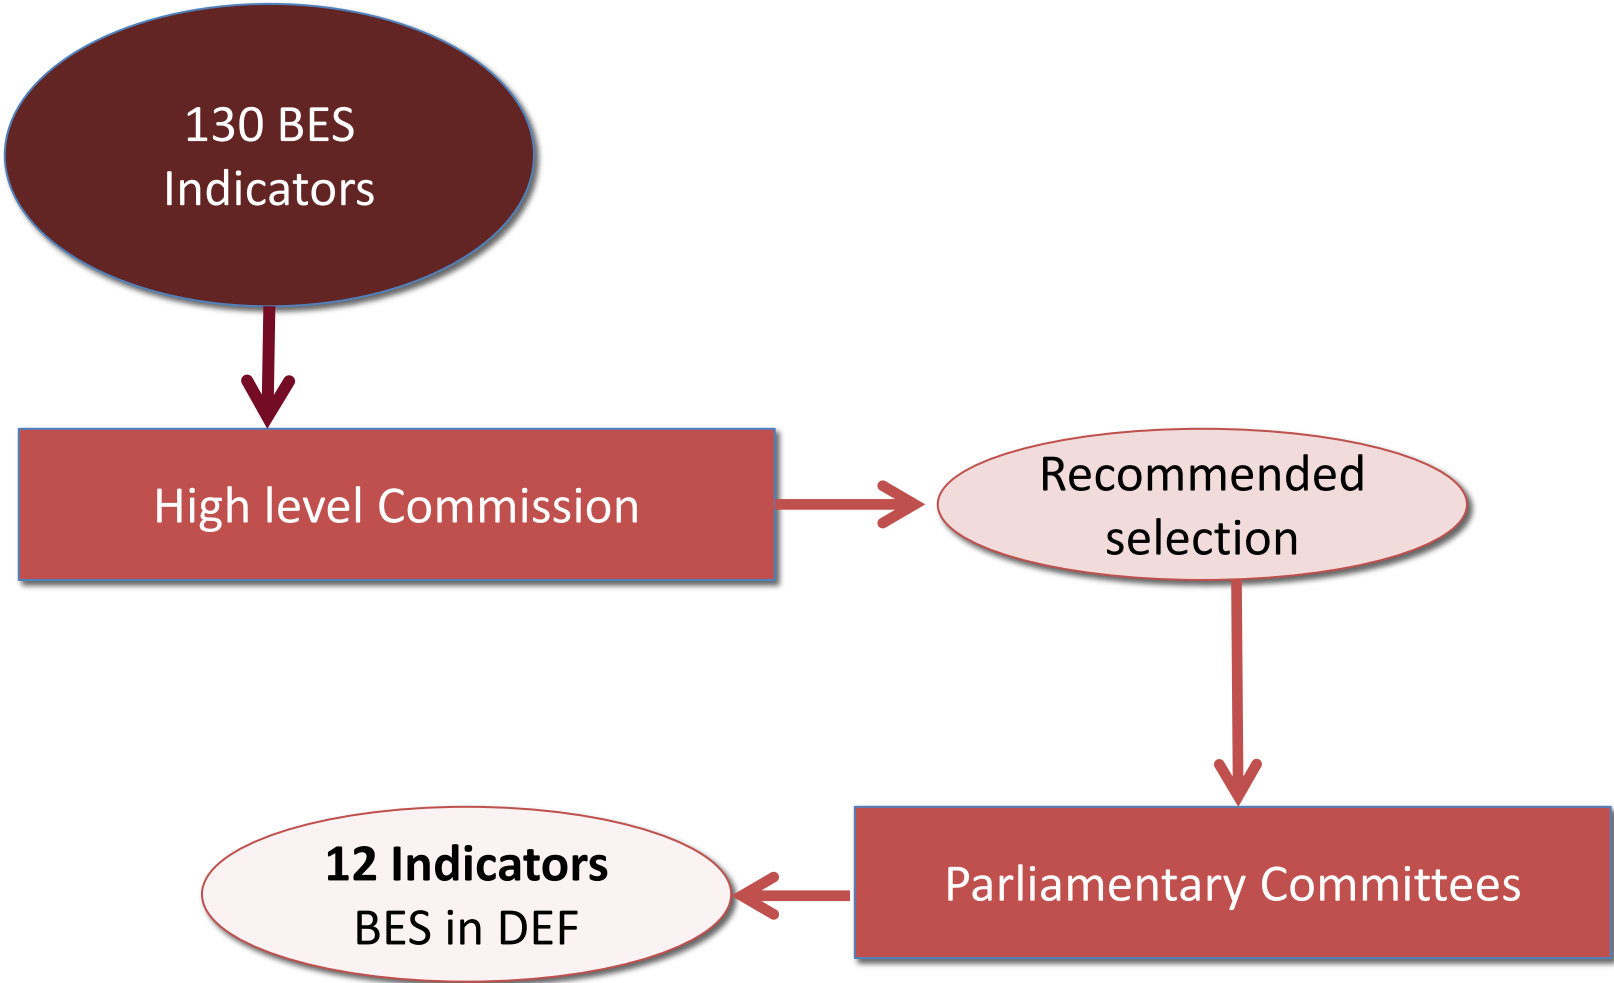 130 BES
Indicators
High level Commission
Recommended
selection
12 Indicators
BES in DEF
Parliamentary Committees